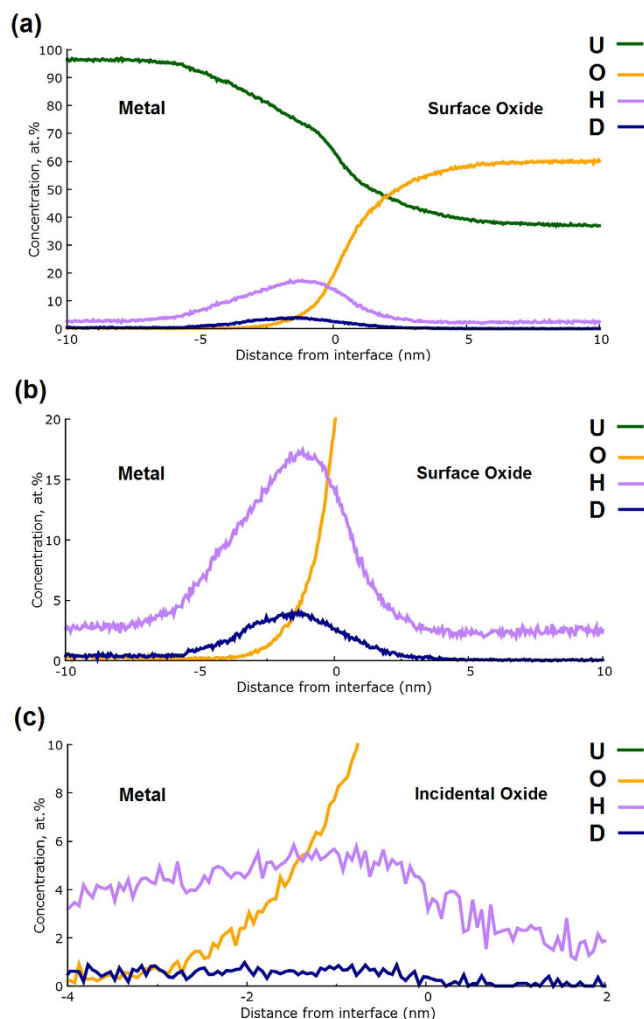 (a)
100
90
80
70
60
50
40
30
20
10
0
Concentration, at.%
Metal
Surface Oxide
U
O
H
D
-10
-5
0
5
10
Distance from interface (nm)
(b)
20
15
10
5
0
Concentration, at.%
Metal
Surface Oxide
U
O
H
D
-10
-5
0
5
10
Distance from interface (nm)
(c)
10
8
6
4
2
0
Concentration, at.%
Metal
Incidental Oxide
U
O
H
D
-4
-2
0
2
Distance from interface (nm)